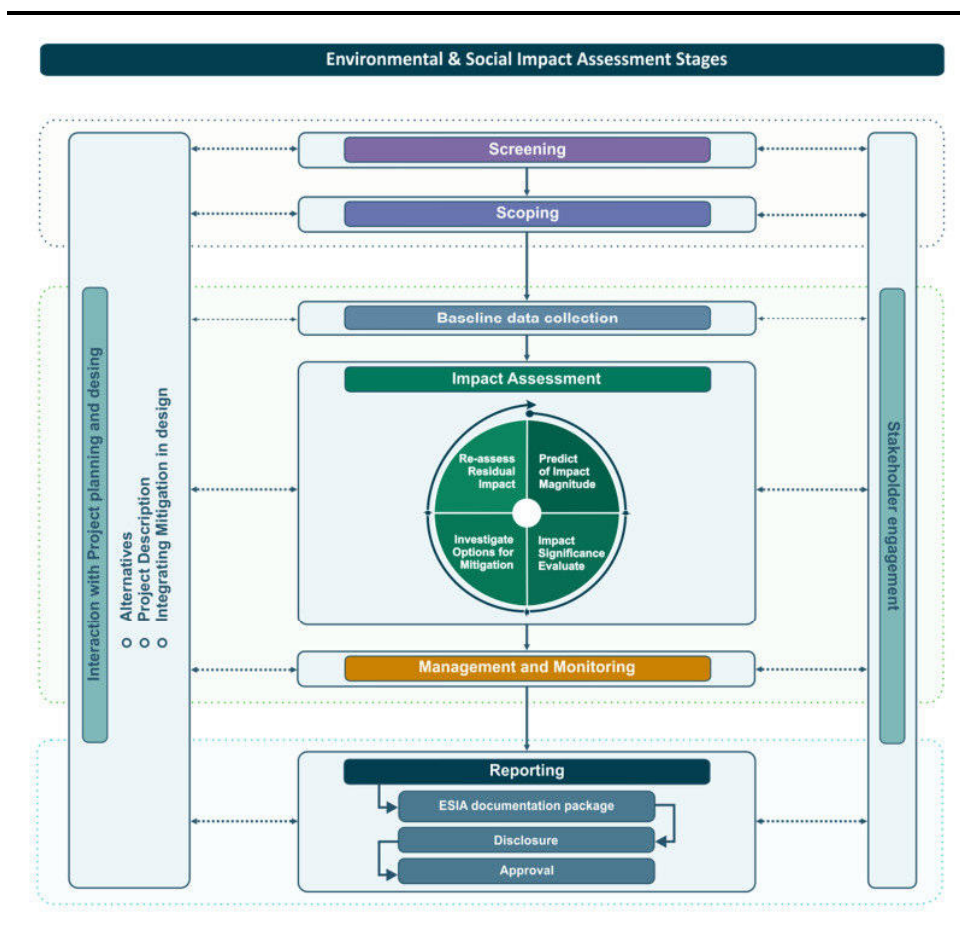 Environmental & Social Impact Assessment Stages
Screening
Scoping
Baseline data collection
Impact Assessment
Re-assess
Residual
Impact
Predict
of Impact
Magnitude
Investigate
Options for
Mitigation
Impact
Significance
Evaluate
Management and Monitoring
Reporting
ESIA documentation package
Disclosure
Approval
Interaction with Project planning and desing
Alternatives
Project Description
Integrating Mitigation in design
Stakeholder engagement